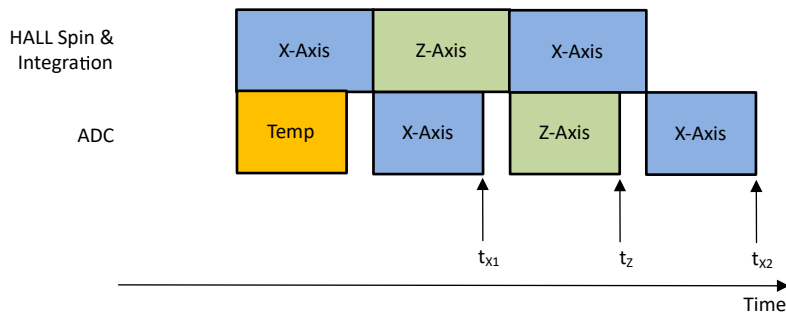 HALL Spin &
Integration
X-Axis
Z-Axis
X-Axis
ADC
Temp
X-Axis
Z-Axis
X-Axis
tX1
tZ
tX2
Time